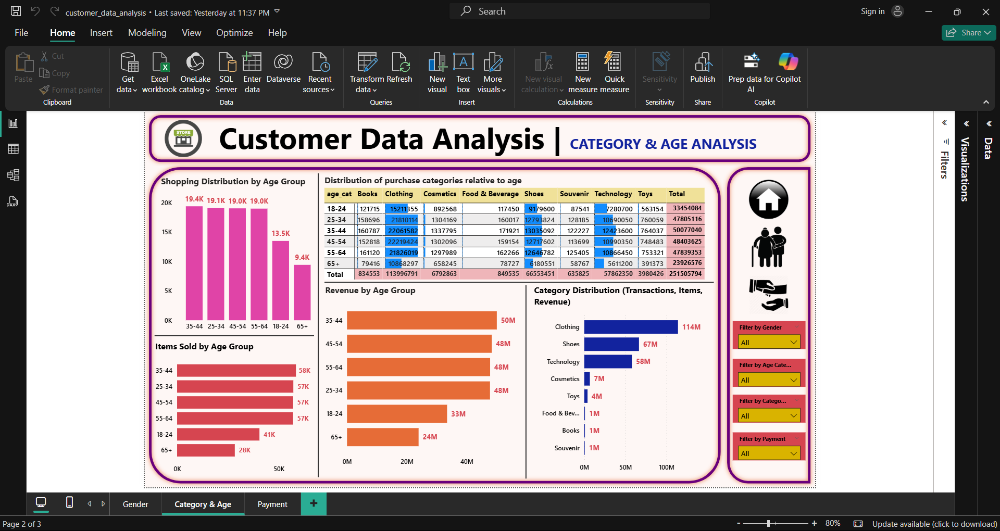 customer_data_analysis • Last saved: Yesterday at 11:37 PM
Search
Sign in
File Home Insert Modeling View Optimize Help
Share
Paste
Cut
Copy
Format painter
Clipboard
Get data
Excel workbook
OneLake catalog
SQL Server
Enter data
Dataverse
Recent sources
Data
Transform data
Refresh
Queries
New visual
Text box
More visuals
Insert
New visual calculation
New measure
Quick measure
Calculations
Sensitivity
Sensitivity
Publish
Share
Prep data for AI
Copilot
Copilot
DAX
STORE
Customer Data Analysis | CATEGORY & AGE ANALYSIS
Shopping Distribution by Age Group
20K
15K
10K
5K
0K
19.4K 19.1K 19.0K 19.0K 13.5K 9.4K
35-44 25-34 45-54 55-64 18-24 65+
Items Sold by Age Group
35-44 58K
25-34 57K
45-54 57K
55-64 57K
18-24 41K
65+ 28K
0K 50K
Distribution of purchase categories relative to age
age_cat Books Clothing Cosmetics Food & Beverage Shoes Souvenir Technology Toys Total
18-24 121715 15211355 892568 117450 9179600 87541 7280700 563154 33454084
25-34 158696 21810114 1304169 160017 12793824 128185 10690050 760059 47805116
35-44 160787 22061582 1337795 171921 13035092 122227 12423600 764037 50077040
45-54 152818 22219424 1302096 159154 12717602 113699 10990350 748483 48403625
55-64 161120 21826019 1297989 162266 12646782 125405 10866450 753321 47839353
65+ 79416 10868297 658245 78727 6180551 58767 5611200 391373 23926576
Total 834553 113996791 6792863 849535 66553451 635825 57862350 3980426 251505794
Revenue by Age Group
35-44 50M
45-54 48M
55-64 48M
25-34 48M
18-24 33M
65+ 24M
0M 20M 40M
Category Distribution (Transactions, Items,
Revenue)
Clothing 114M
Shoes 67M
Technology 58M
Cosmetics 7M
Toys 4M
Food & Bev... 1M
Books 1M
Souvenir 1M
0M 50M 100M
Filter by Gender
All
Filter by Age Cate...
All
Filter by Catego...
All
Filter by Payment
All
Filters
Visualizations
Data
Gender Category & Age Payment +
Page 2 of 3
- + 80% Update available (click to download)